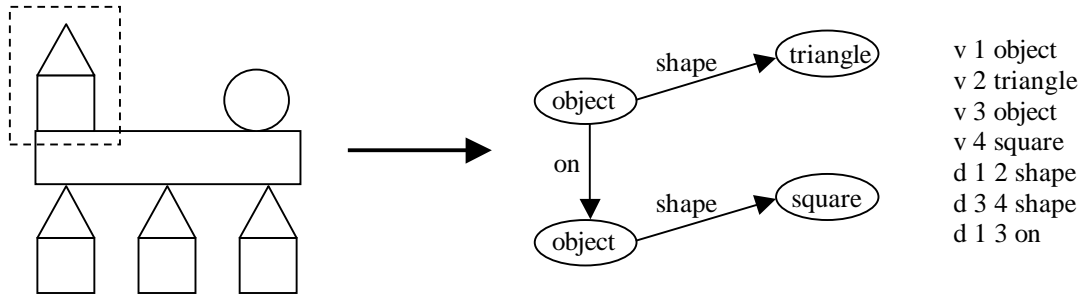 shape
triangle
object
on
shape
square
object
v 1 object
v 2 triangle
v 3 object
v 4 square
d 1 2 shape
d 3 4 shape
d 1 3 on